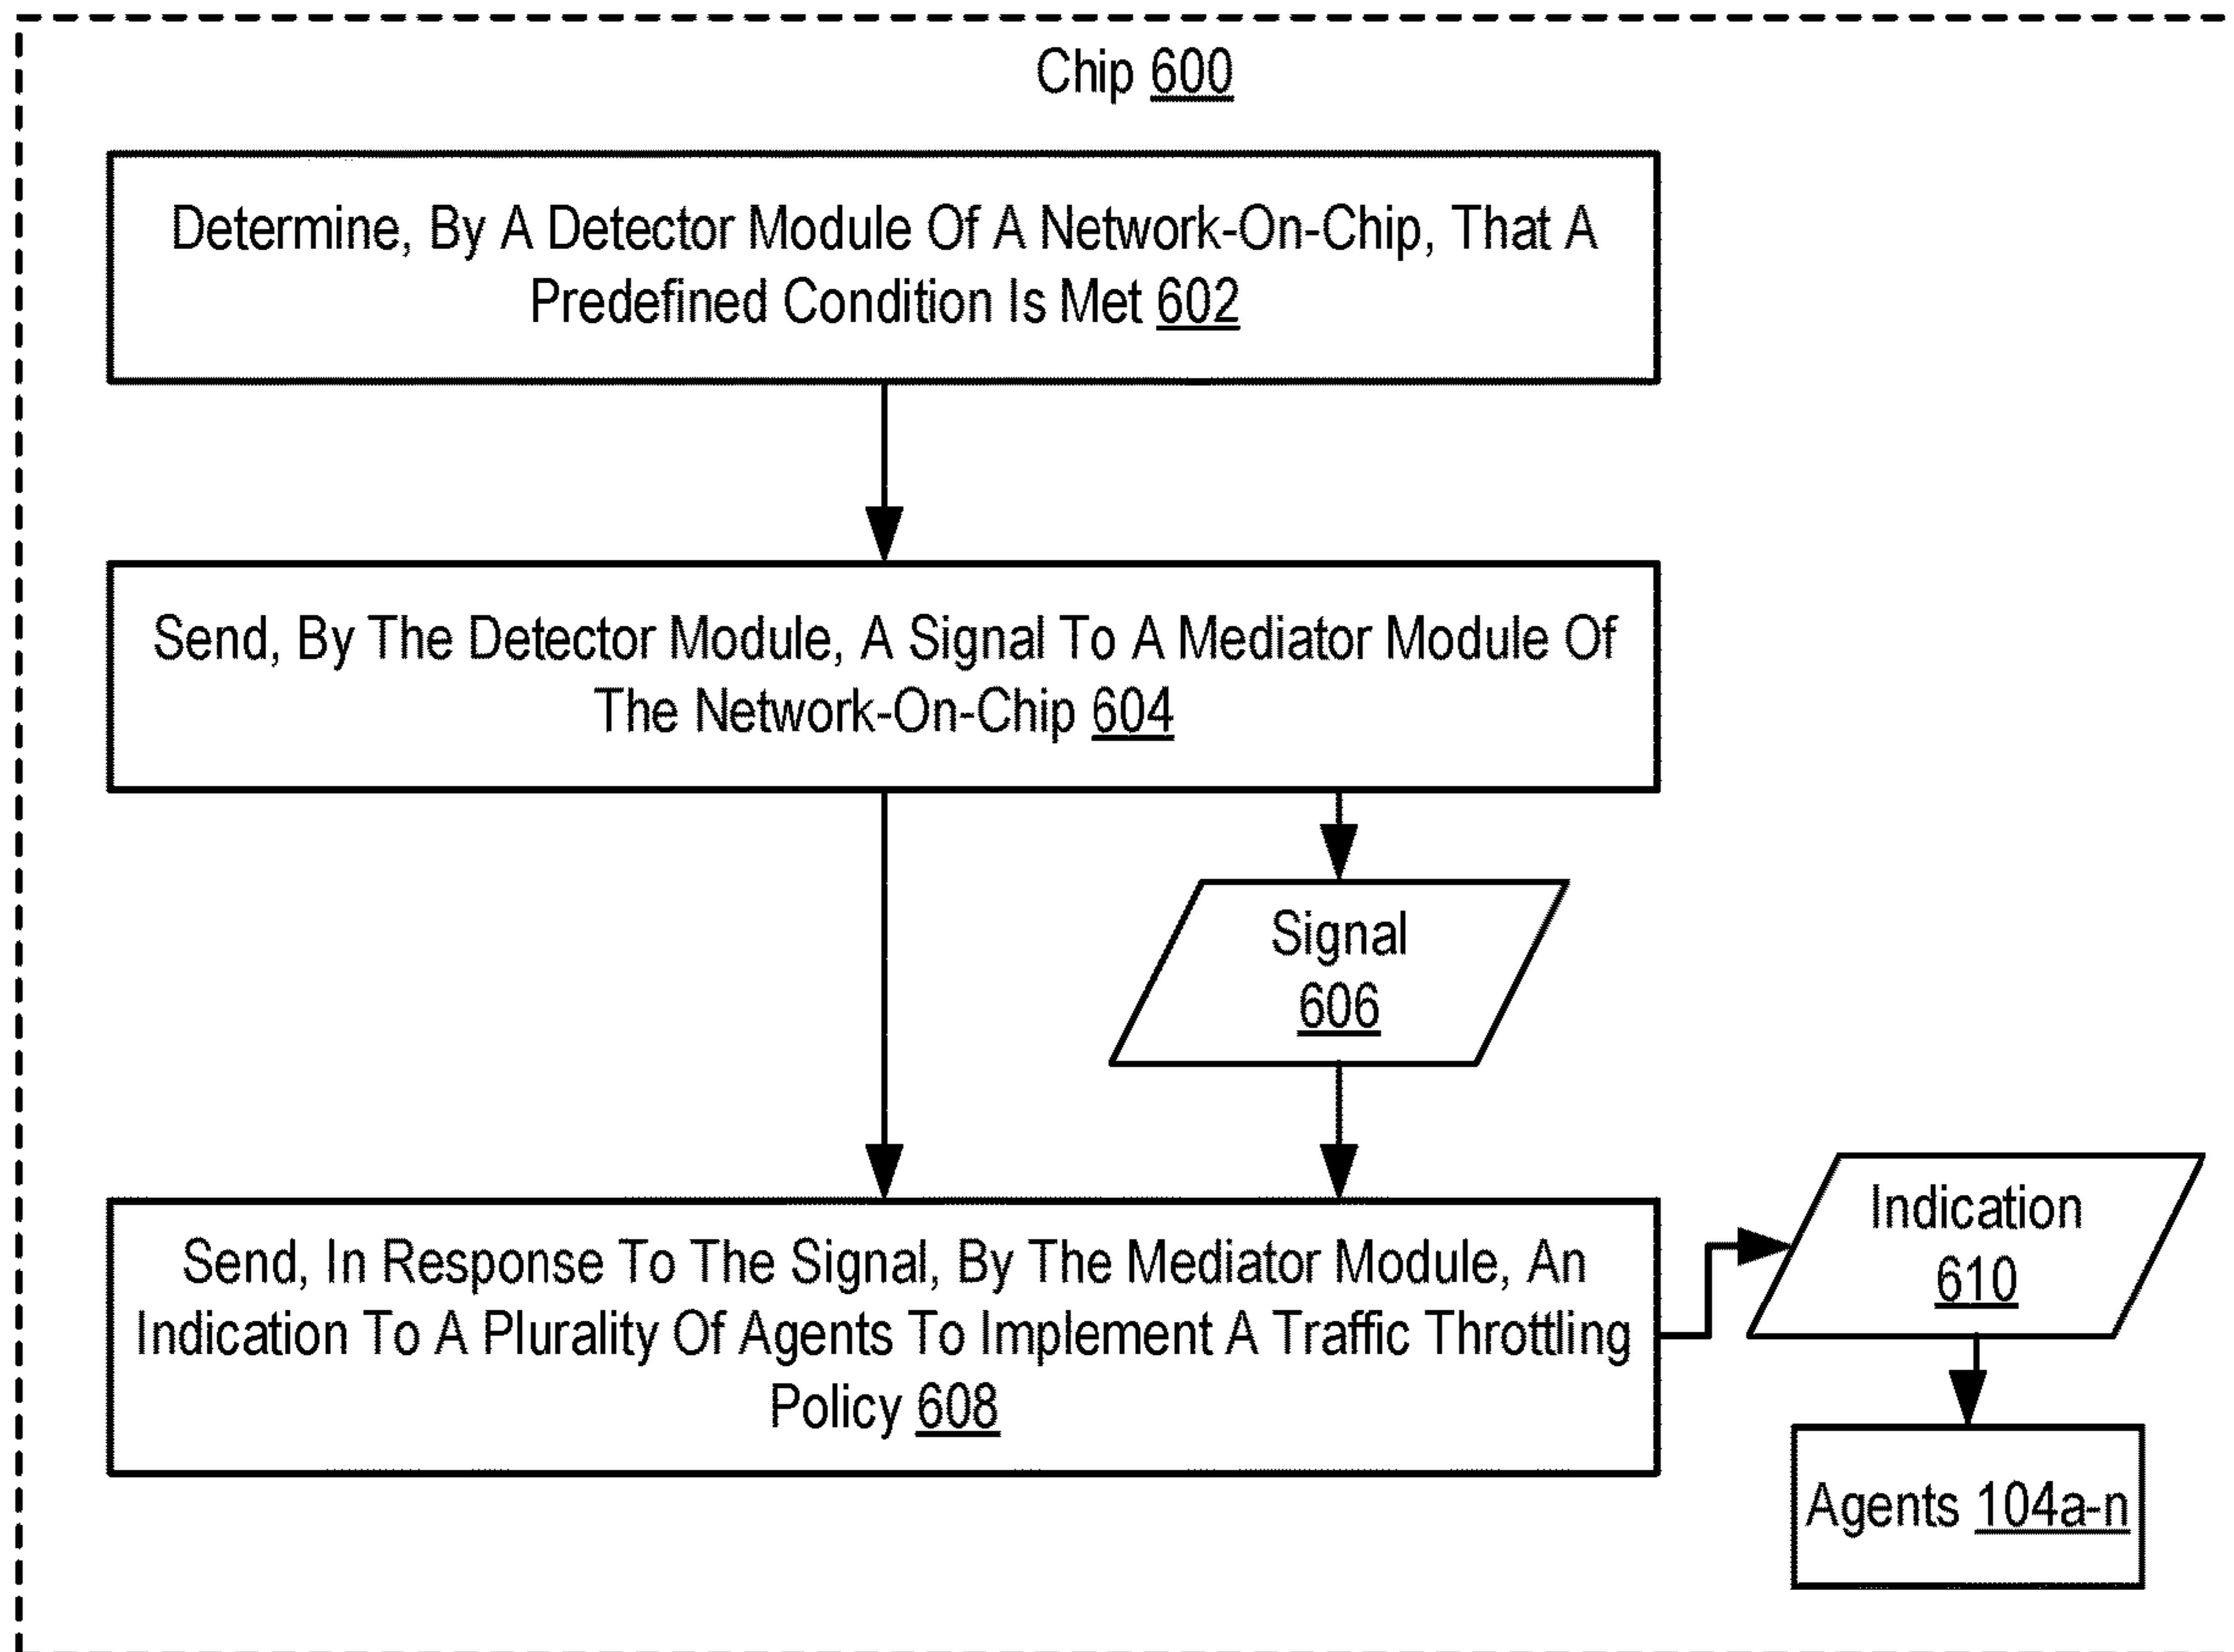 Chip 600
Determine, By A Detector Module Of A Network-On-Chip, That A
Predefined Condition Is Met 602
Send, By The Detector Module, A Signal To A Mediator Module Of
The Network-On-Chip 604
Signal
606
Send, In Response To The Signal, By The Mediator Module, An
Indication To A Plurality Of Agents To Implement A Traffic Throttling
Policy 608
Indication
610
Agents 104a-n